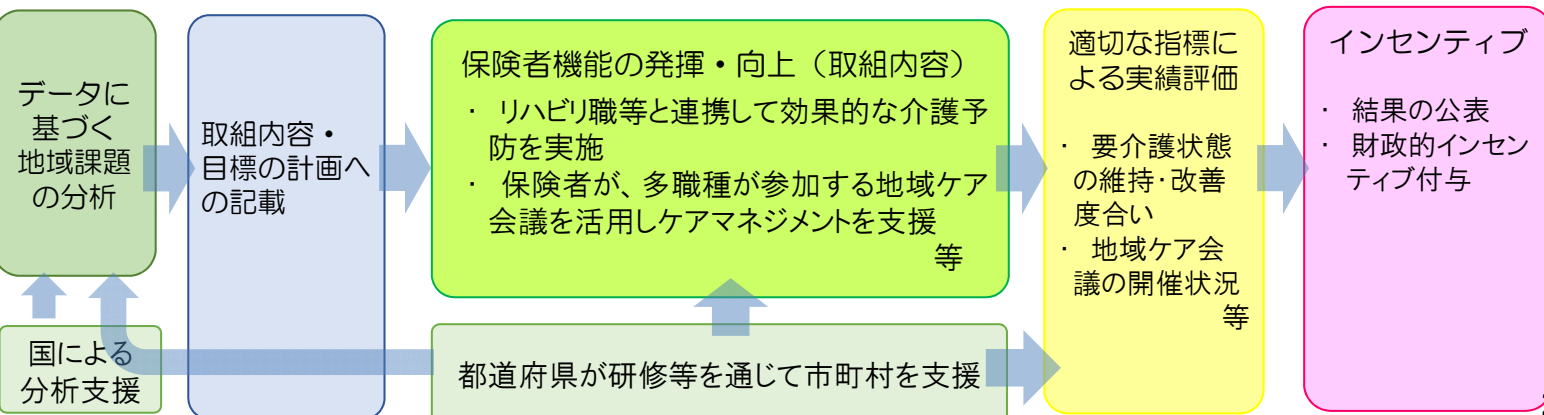 データに
基づく
地域課題
の分析
取組内容・
目標の計画へ
の記載
保険者機能の発揮・向上（取組内容）
・ リハビリ職等と連携して効果的な介護予
防を実施
・ 保険者が、多職種が参加する地域ケア
会議を活用しケアマネジメントを支援
等
適切な指標に
よる実績評価
・ 要介護状態
の維持・改善
度合い
・ 地域ケア会
議の開催状況
等
インセンティブ
・ 結果の公表
・ 財政的インセン
ティブ付与
国による
分析支援
都道府県が研修等を通じて市町村を支援